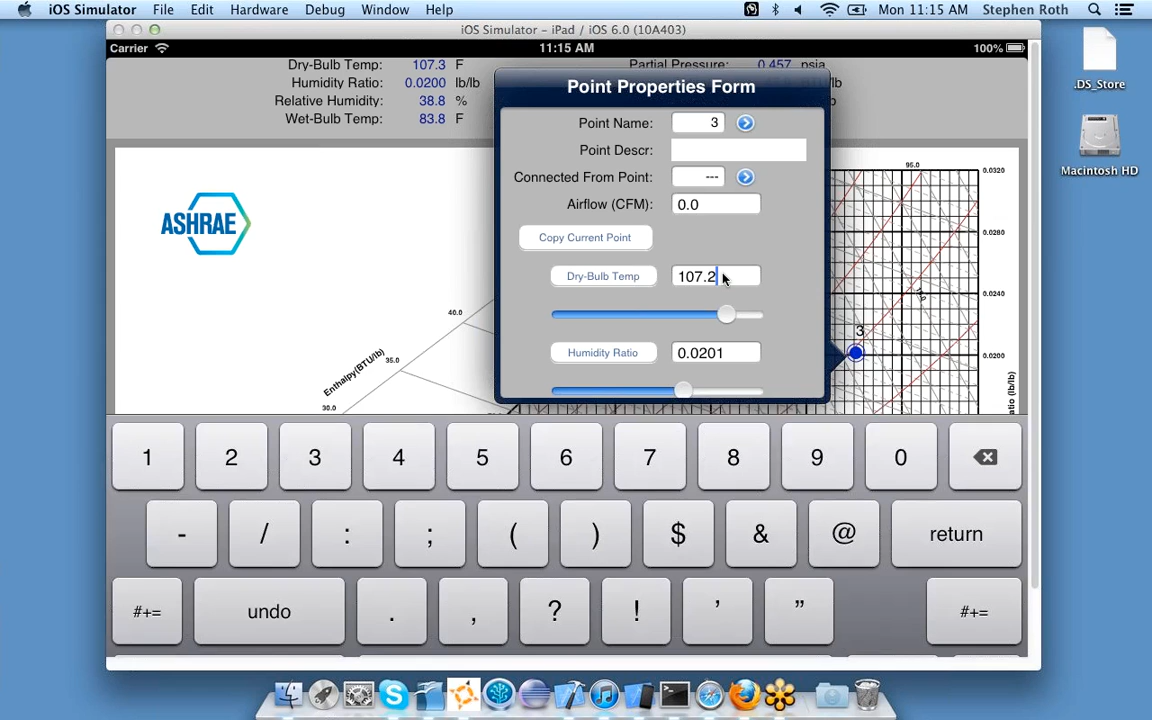 iOS Simulator File Edit Hardware Debug Window Help Mon 11:15 AM Stephen Roth
iOS Simulator - iPad / iOS 6.0 (10A403)
Carrier 11:15 AM 100%
Dry-Bulb Temp: 107.3 F Partial Pressure: 0.457 psia
Humidity Ratio: 0.0200 lb/lb
Relative Humidity: 38.8 %
Wet-Bulb Temp: 83.8 F
.DS_Store
Macintosh HD
Point Properties Form
Point Name: 3
Point Descr:
Connected From Point: ---
Airflow (CFM): 0.0
Copy Current Point
Dry-Bulb Temp 107.2
Humidity Ratio 0.0201
ASHRAE
40.0
35.0
30.0
Enthalpy(BTU/lb)
95.0
0.0320
0.0280
0.0240
0.0200
3
1 2 3 4 5 6 7 8 9 0
- / : ; ( ) $ & @ return
#+= undo . , ? ! ’ ” #+=